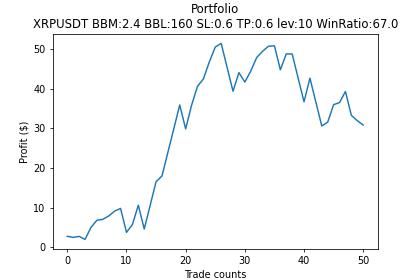 Portfolio
XRPUSDT BBM:2.4 BBL:160 SL:0.6 TP:0.6 lev:10 WinRatio:67.0
50
40
30
20
10
0
Profit ($)
0 10 20 30 40 50
Trade counts